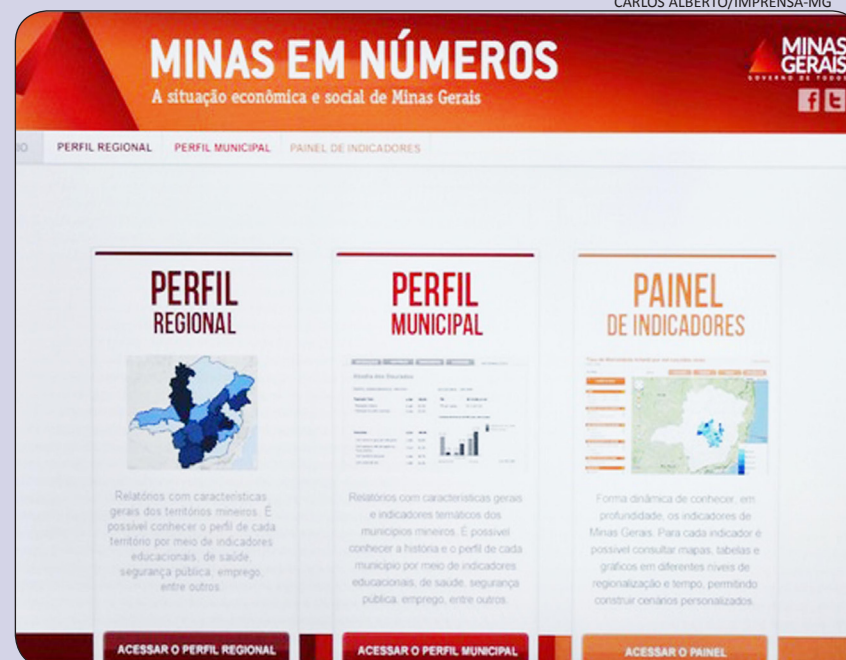 CARLOS ALBERTO/IMPRENSA-MG
MINAS EM NÚMEROS
A situação econômica e social de Minas Gerais
MINAS
GERAIS
GOVERNO DE TODOS
PERFIL REGIONAL PERFIL MUNICIPAL PAINEL DE INDICADORES
PERFIL
REGIONAL
Relatórios com características
gerais dos territórios mineiros. É
possível conhecer o perfil de cada
território por meio de indicadores
educacionais, de saúde,
segurança pública, emprego,
entre outros.
ACESSAR O PERFIL REGIONAL
PERFIL
MUNICIPAL
Relatórios com características gerais
e indicadores temáticos dos
municípios mineiros. É possível
conhecer a história e o perfil de cada
município por meio de indicadores
educacionais, de saúde, segurança
pública, emprego, entre outros.
ACESSAR O PERFIL MUNICIPAL
PAINEL
DE INDICADORES
Forma dinâmica de conhecer, em
profundidade, os indicadores de
Minas Gerais. Para cada indicador é
possível consultar mapas, tabelas e
gráficos em diferentes níveis de
regionalização e tempo, permitindo
construir cenários personalizados.
ACESSAR O PAINEL